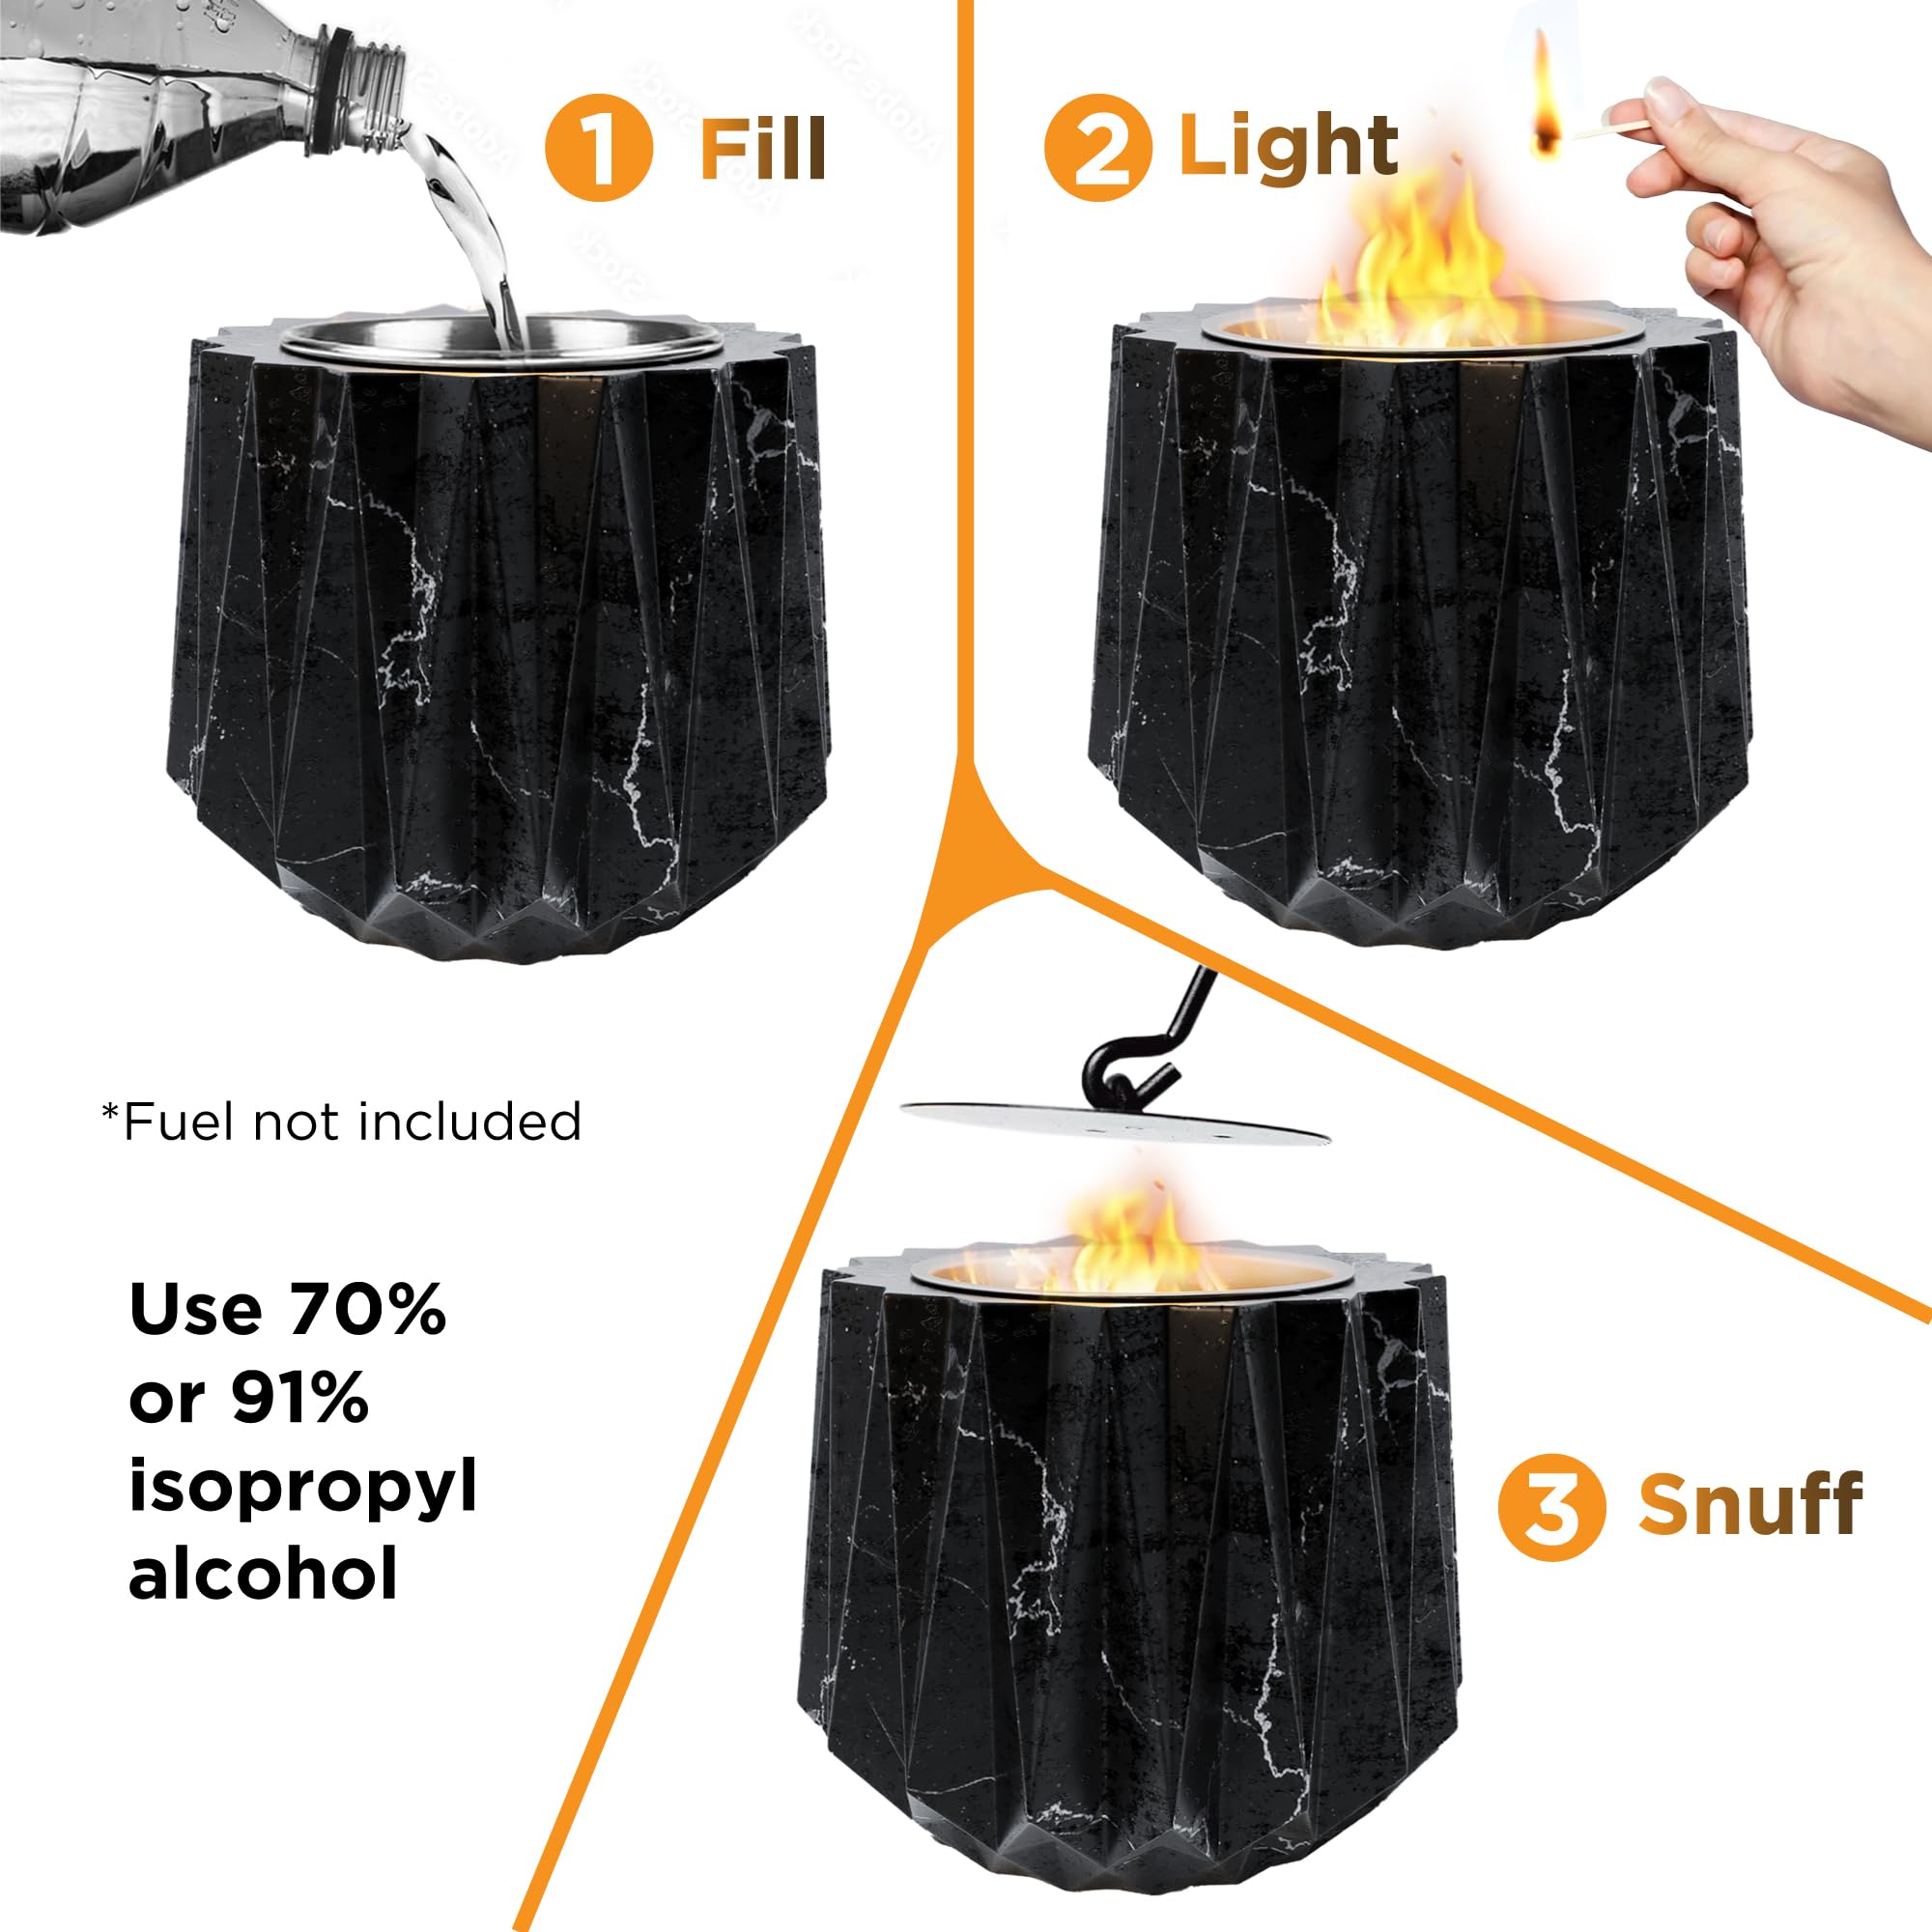 1 Fill
2 Light
*Fuel not included
Use 70%
or 91%
isopropyl
alcohol
3 Snuff